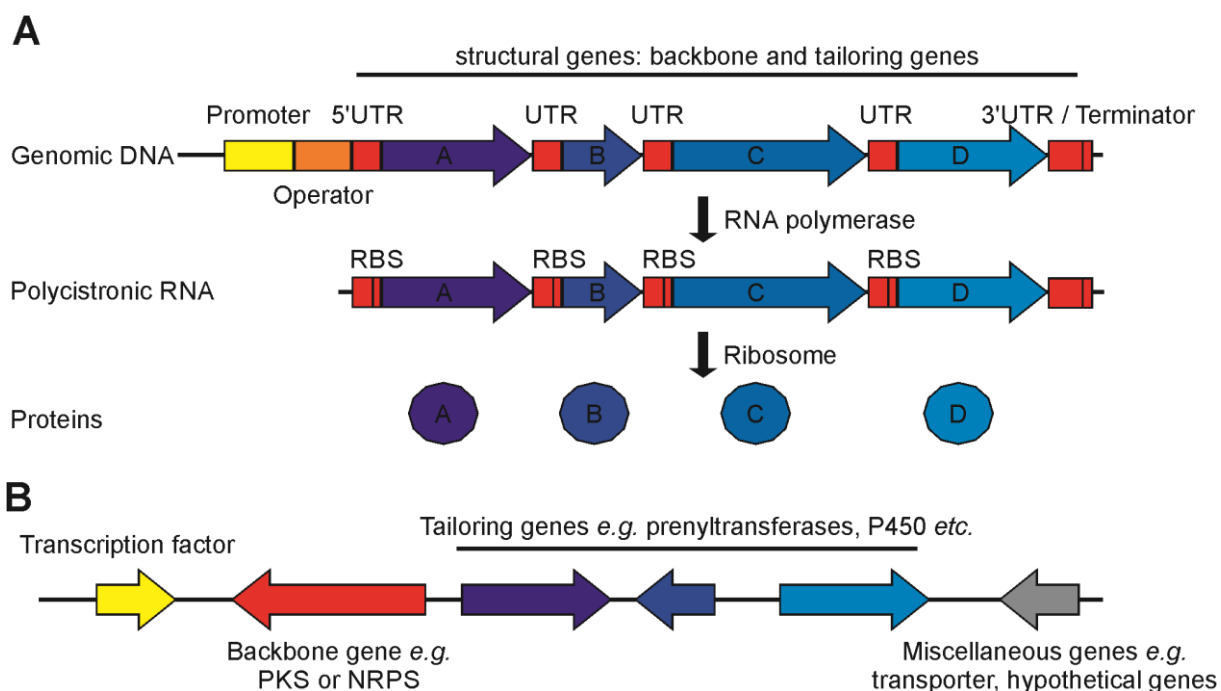 A
structural genes: backbone and tailoring genes
Promoter 5'UTR UTR UTR UTR 3'UTR / Terminator
Genomic DNA A B C D
Operator
RNA polymerase
RBS RBS RBS RBS
Polycistronic RNA A B C D
Ribosome
Proteins A B C D
B
Tailoring genes e.g. prenyltransferases, P450 etc.
Transcription factor
Backbone gene e.g.
PKS or NRPS
Miscellaneous genes e.g.
transporter, hypothetical genes